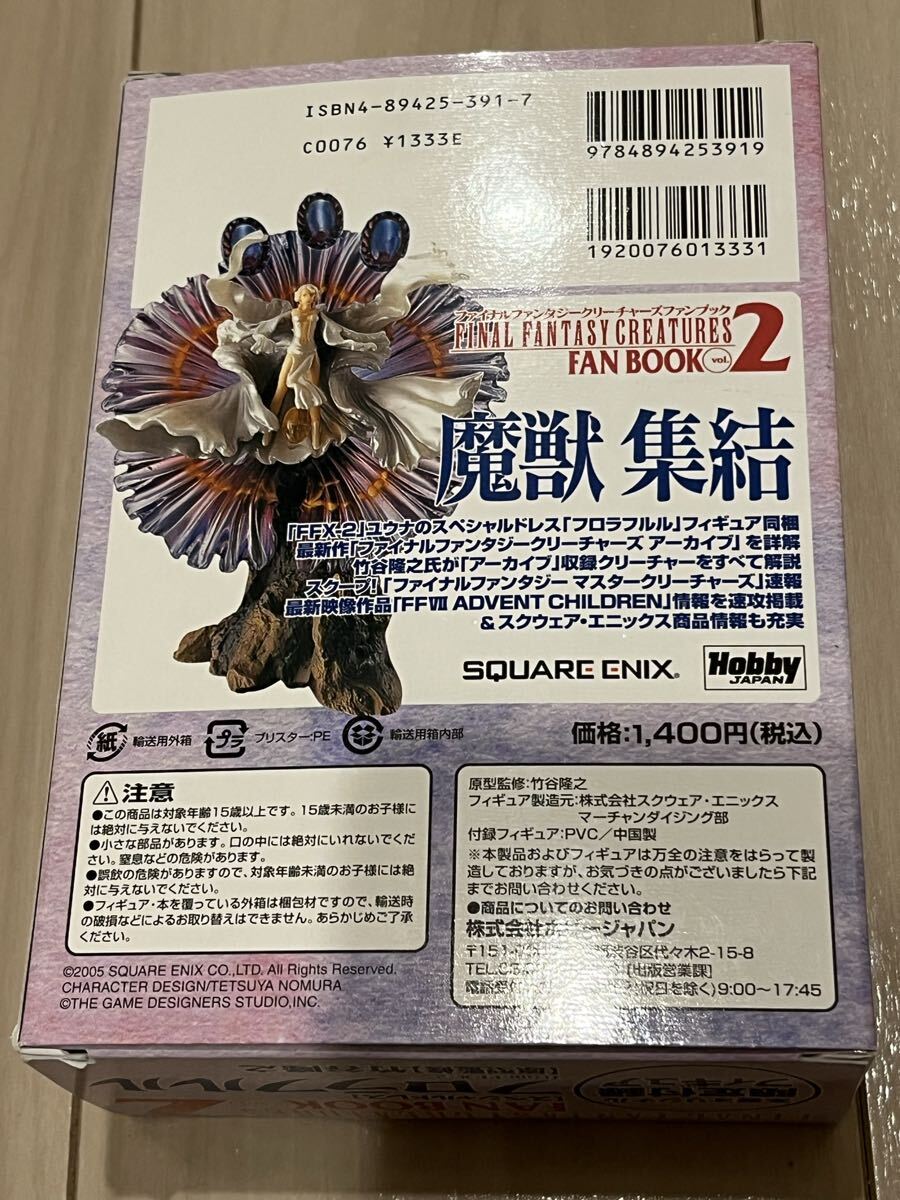 ISBN4-89425-391-7
C0076 ¥1333E
9784894253919
1920076013331
ファイナルファンタジークリーチャーズファンブック
FINAL FANTASY CREATURES
FAN BOOK vol. 2
魔獣 集結
「FFX-2」ユウナのスペシャルドレス「フロラフルル」フィギュア同梱
最新作「ファイナルファンタジークリーチャーズ アーカイブ」を詳解
竹谷隆之氏が「アーカイブ」収録クリーチャーをすべて解説
スクープ!「ファイナルファンタジー マスタークリーチャーズ」速報
最新映像作品「FFⅦ ADVENT CHILDREN」情報を速攻掲載
&スクウェア・エニックス商品情報も充実
SQUARE ENIX®
Hobby
JAPAN
紙 輸送用外箱 プラ ブリスター:PE 輸送用箱内部
価格:1,400円(税込)
注意
●この商品は対象年齢15歳以上です。15歳未満のお子様に
は絶対に与えないでください。
●小さな部品があります。口の中には絶対にいれないでくだ
さい。窒息などの危険があります。
●誤飲の危険がありますので、対象年齢未満のお子様には絶
対に与えないでください。
●フィギュア・本を覆っている外箱は梱包材ですので、輸送時
の破損などによるお取り替えはできません。あらかじめご了承
ください。
原型監修:竹谷隆之
フィギュア製造元:株式会社スクウェア・エニックス
マーチャンダイジング部
付録フィギュア:PVC/中国製
※本製品およびフィギュアは万全の注意をはらって製
造しておりますが、お気づきの点がございましたら下記
までお問い合わせください。
●商品についてのお問い合わせ
株式会社ホビージャパン
〒151- 渋谷区代々木2-15-8
TEL. [出版営業課]
電話受付 祝日を除く)9:00〜17:45
©2005 SQUARE ENIX CO.,LTD. All Rights Reserved.
CHARACTER DESIGN/TETSUYA NOMURA
©THE GAME DESIGNERS STUDIO,INC.
FAN BOOK
2